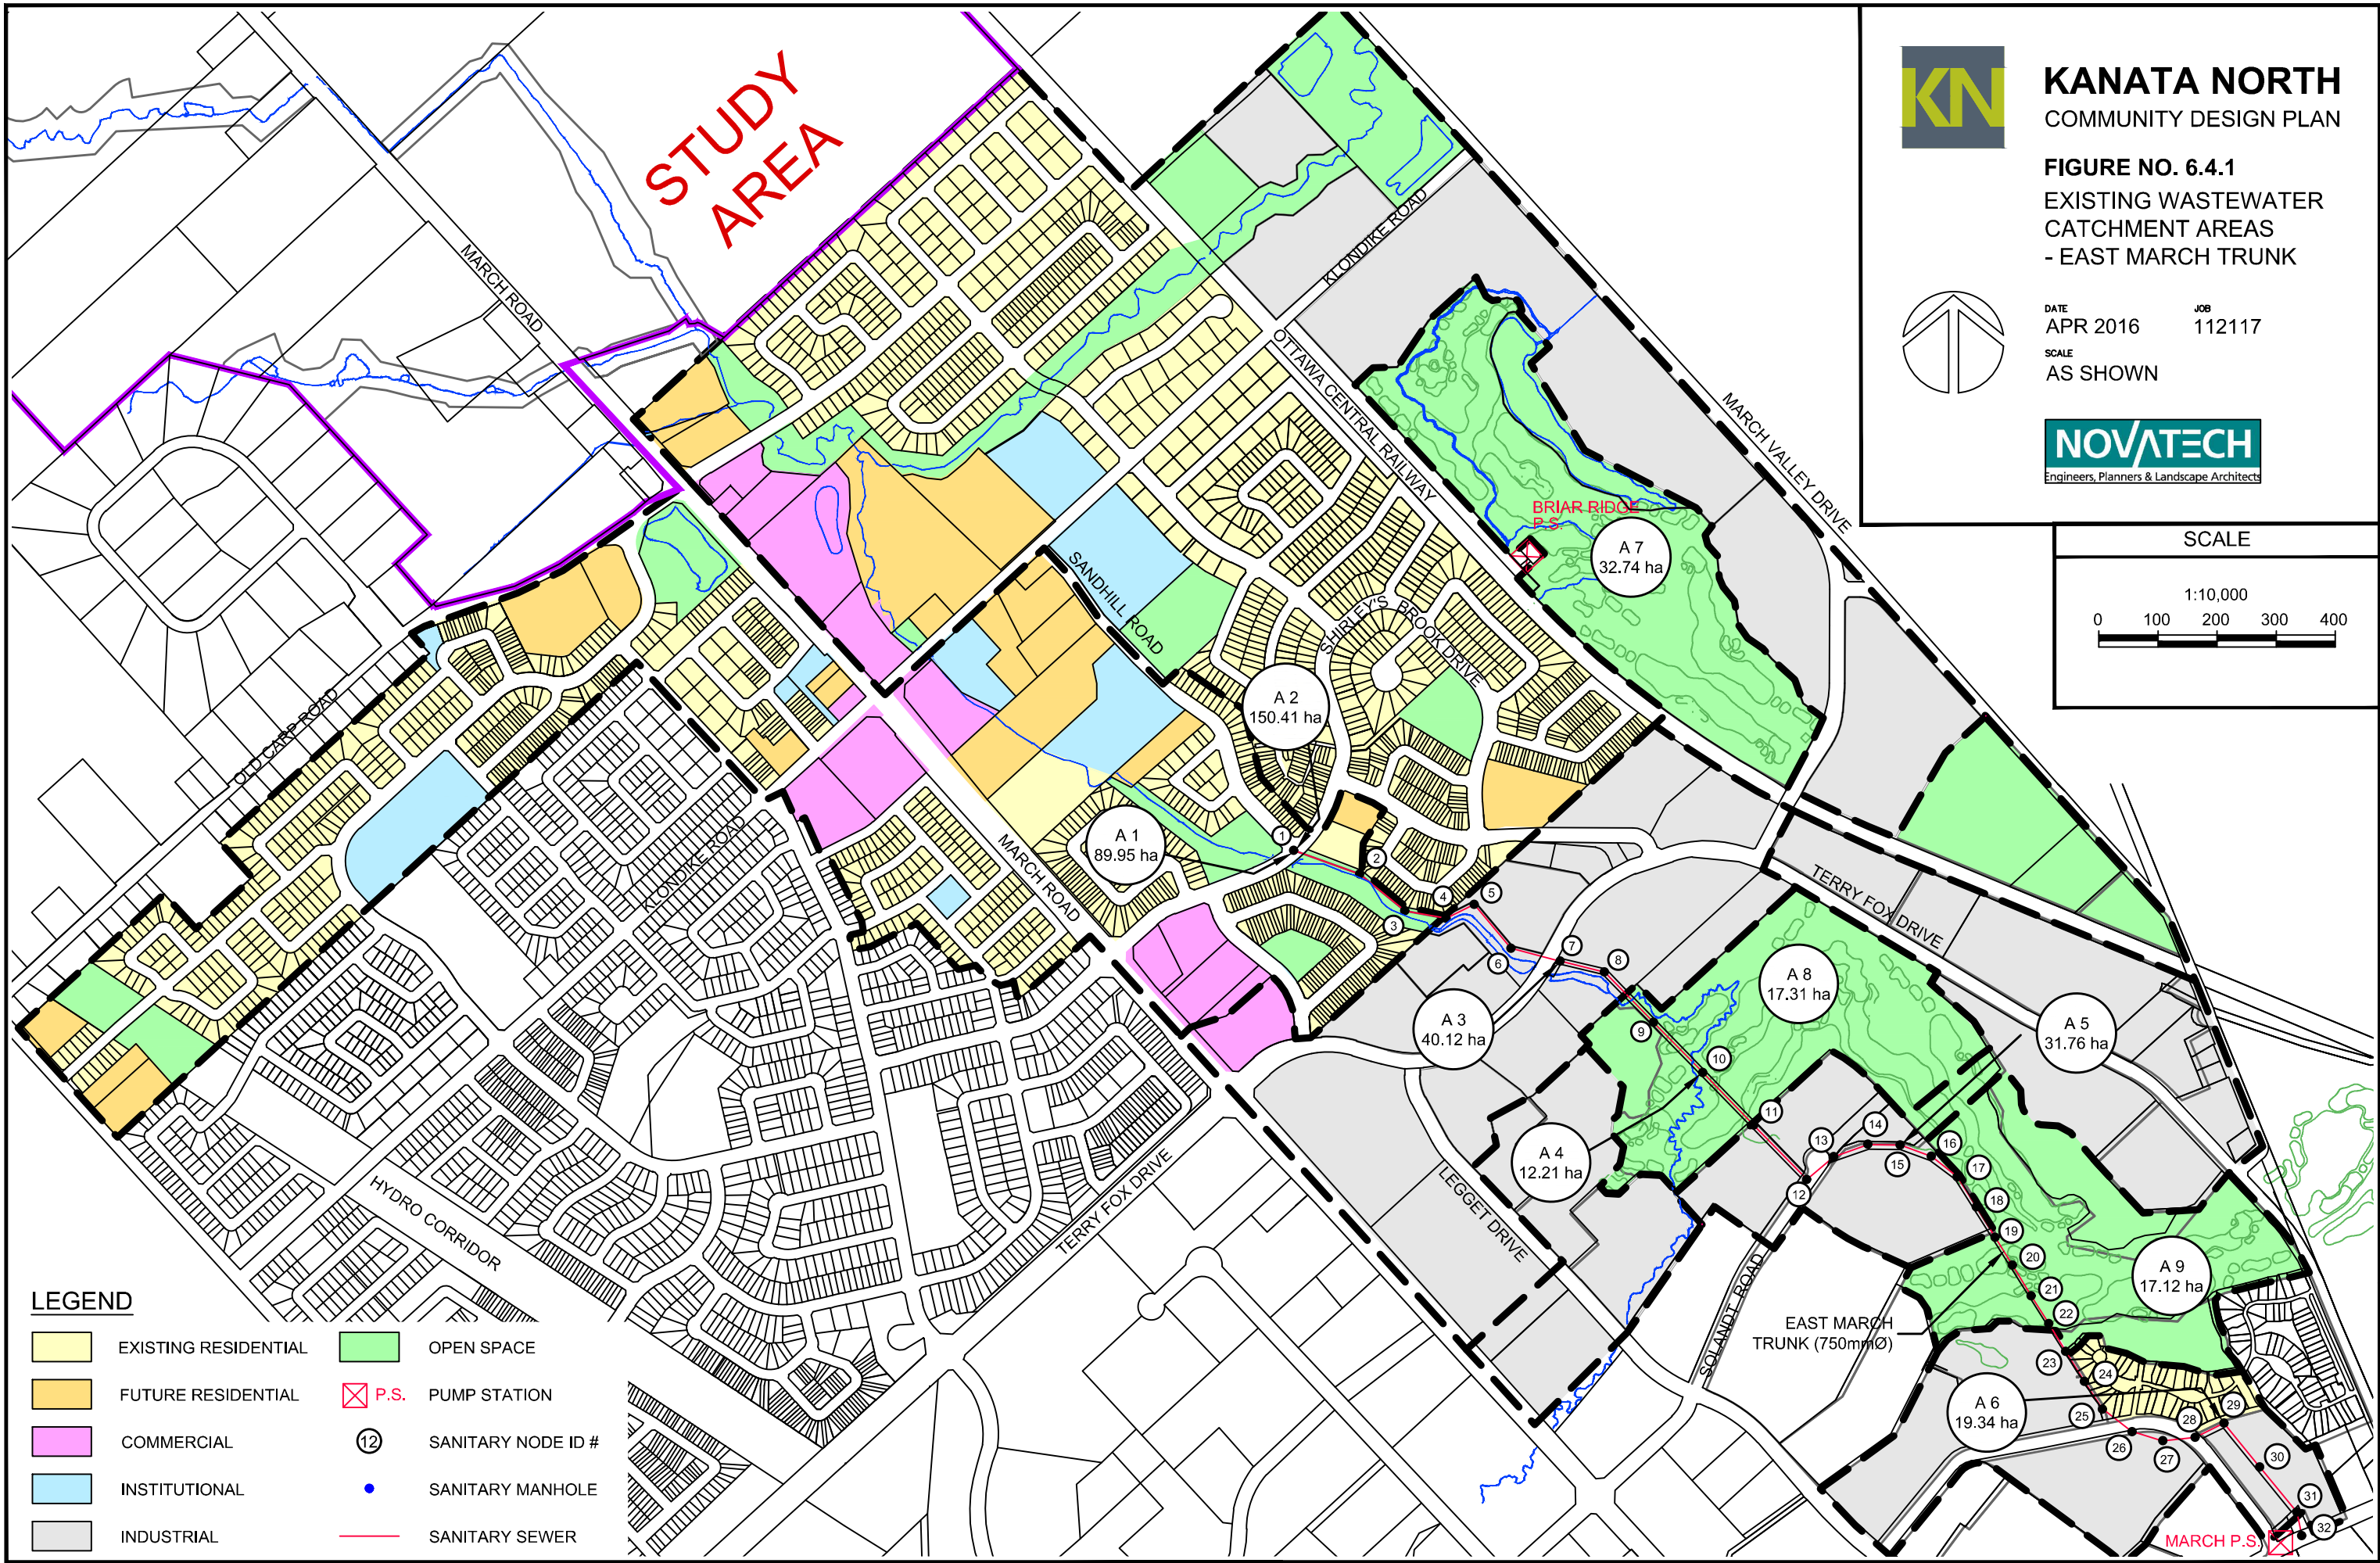 KN
KANATA NORTH
COMMUNITY DESIGN PLAN
FIGURE NO. 6.4.1
EXISTING WASTEWATER
CATCHMENT AREAS
- EAST MARCH TRUNK
DATE
APR 2016
JOB
112117
SCALE
AS SHOWN
NOVATECH
Engineers, Planners & Landscape Architects
SCALE
1:10,000
0 100 200 300 400
STUDY
AREA
MARCH ROAD
KLONDIKE ROAD
OTTAWA CENTRAL RAILWAY
MARCH VALLEY DRIVE
BRIAR RIDGE
P.S.
A 7
32.74 ha
SANDHILL ROAD
SHIRLEY'S BROOK DRIVE
A 2
150.41 ha
OLD CARP ROAD
KLONDIKE ROAD
A 1
89.95 ha
MARCH ROAD
TERRY FOX DRIVE
A 8
17.31 ha
A 3
40.12 ha
A 5
31.76 ha
A 4
12.21 ha
LEGGET DRIVE
TERRY FOX DRIVE
HYDRO CORRIDOR
SOLANDT ROAD
EAST MARCH
TRUNK (750mmØ)
A 9
17.12 ha
A 6
19.34 ha
MARCH P.S.
1
2
3
4
5
6
7
8
9
10
11
12
13
14
15
16
17
18
19
20
21
22
23
24
25
26
27
28
29
30
31
32
LEGEND
EXISTING RESIDENTIAL
FUTURE RESIDENTIAL
COMMERCIAL
INSTITUTIONAL
INDUSTRIAL
OPEN SPACE
P.S. PUMP STATION
12 SANITARY NODE ID #
SANITARY MANHOLE
SANITARY SEWER